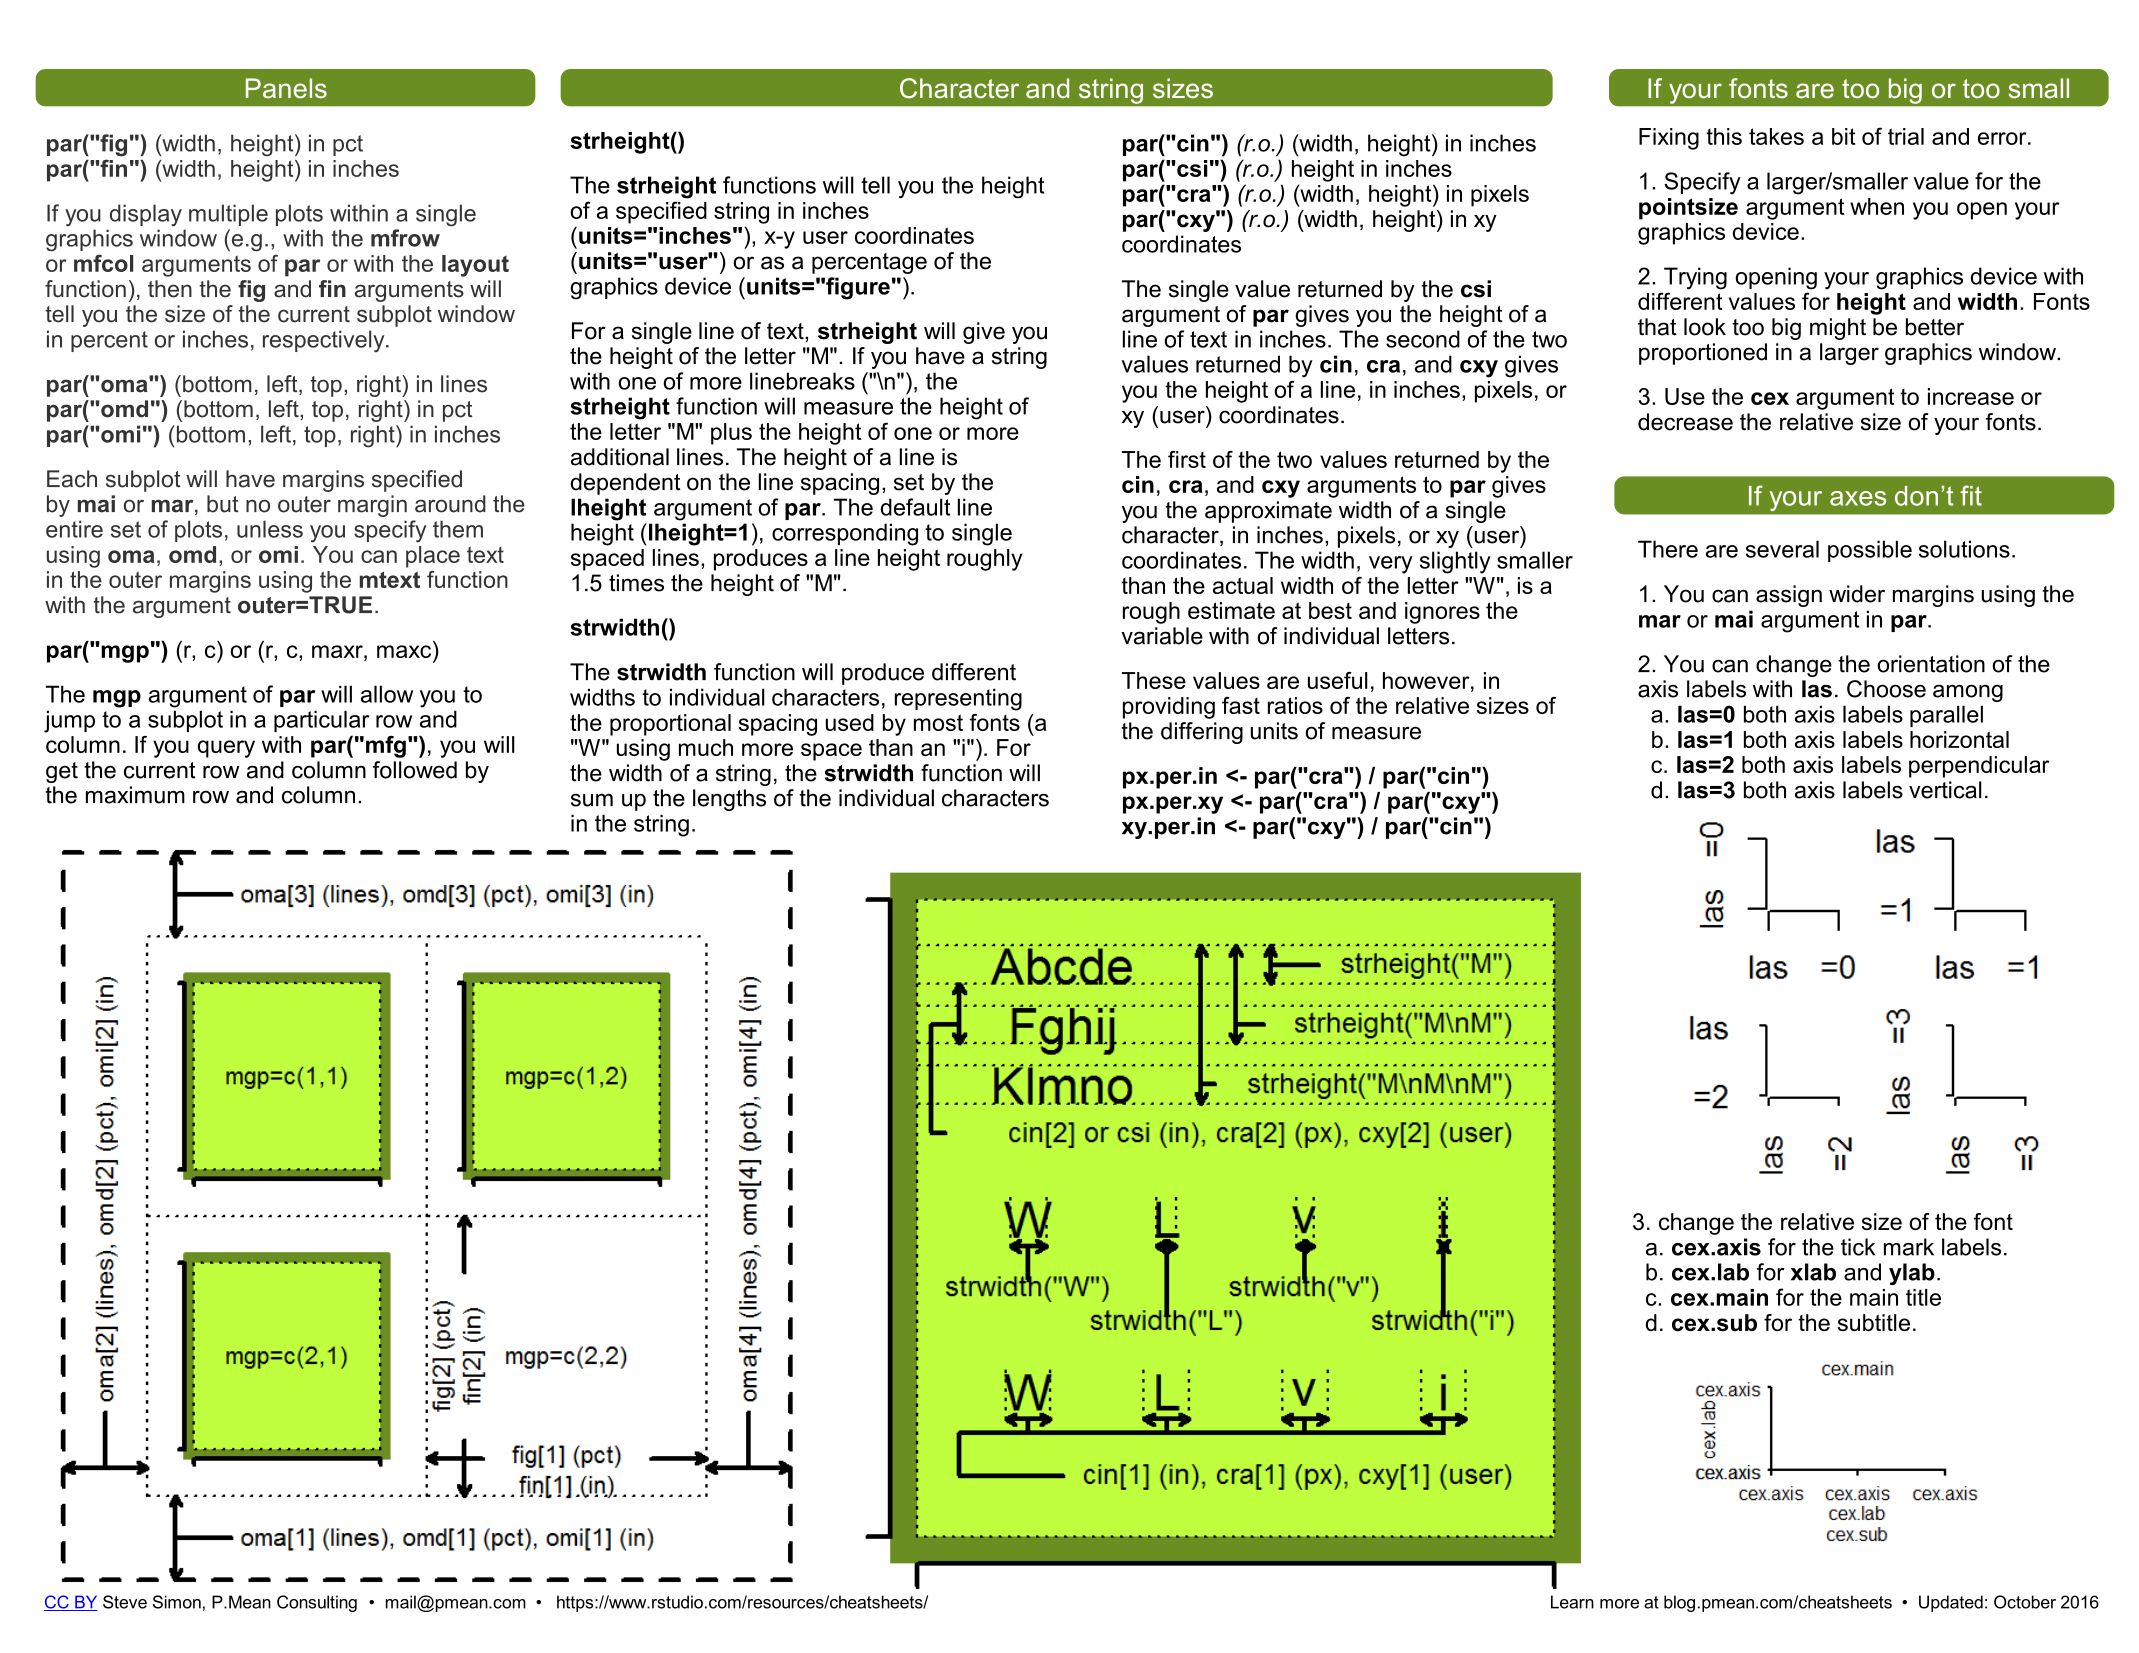 Panels
par("fig") (width, height) in pct
par("fin") (width, height) in inches
If you display multiple plots within a single
graphics window (e.g., with the mfrow
or mfcol arguments of par or with the layout
function), then the fig and fin arguments will
tell you the size of the current subplot window
in percent or inches, respectively.
par("oma") (bottom, left, top, right) in lines
par("omd") (bottom, left, top, right) in pct
par("omi") (bottom, left, top, right) in inches
Each subplot will have margins specified
by mai or mar, but no outer margin around the
entire set of plots, unless you specify them
using oma, omd, or omi. You can place text
in the outer margins using the mtext function
with the argument outer=TRUE.
par("mgp") (r, c) or (r, c, maxr, maxc)
The mgp argument of par will allow you to
jump to a subplot in a particular row and
column. If you query with par("mfg"), you will
get the current row and column followed by
the maximum row and column.
oma[3] (lines), omd[3] (pct), omi[3] (in)
oma[2] (lines), omd[2] (pct), omi[2] (in)
mgp=c(1,1)
mgp=c(1,2)
oma[4] (lines), omd[4] (pct), omi[4] (in)
mgp=c(2,1)
fig[2] (pct)
fin[2] (in)
mgp=c(2,2)
fig[1] (pct)
fin[1] (in)
oma[1] (lines), omd[1] (pct), omi[1] (in)
Character and string sizes
strheight()
The strheight functions will tell you the height
of a specified string in inches
(units="inches"), x-y user coordinates
(units="user") or as a percentage of the
graphics device (units="figure").
For a single line of text, strheight will give you
the height of the letter "M". If you have a string
with one of more linebreaks ("\n"), the
strheight function will measure the height of
the letter "M" plus the height of one or more
additional lines. The height of a line is
dependent on the line spacing, set by the
lheight argument of par. The default line
height (lheight=1), corresponding to single
spaced lines, produces a line height roughly
1.5 times the height of "M".
strwidth()
The strwidth function will produce different
widths to individual characters, representing
the proportional spacing used by most fonts (a
"W" using much more space than an "i"). For
the width of a string, the strwidth function will
sum up the lengths of the individual characters
in the string.
par("cin") (r.o.) (width, height) in inches
par("csi") (r.o.) height in inches
par("cra") (r.o.) (width, height) in pixels
par("cxy") (r.o.) (width, height) in xy
coordinates
The single value returned by the csi
argument of par gives you the height of a
line of text in inches. The second of the two
values returned by cin, cra, and cxy gives
you the height of a line, in inches, pixels, or
xy (user) coordinates.
The first of the two values returned by the
cin, cra, and cxy arguments to par gives
you the approximate width of a single
character, in inches, pixels, or xy (user)
coordinates. The width, very slightly smaller
than the actual width of the letter "W", is a
rough estimate at best and ignores the
variable with of individual letters.
These values are useful, however, in
providing fast ratios of the relative sizes of
the differing units of measure
px.per.in <- par("cra") / par("cin")
px.per.xy <- par("cra") / par("cxy")
xy.per.in <- par("cxy") / par("cin")
Abcde
strheight("M")
Fghij
strheight("M\nM")
Klmno
strheight("M\nM\nM")
cin[2] or csi (in), cra[2] (px), cxy[2] (user)
W L v i
strwidth("W") strwidth("v")
strwidth("L") strwidth("i")
W L v i
cin[1] (in), cra[1] (px), cxy[1] (user)
If your fonts are too big or too small
Fixing this takes a bit of trial and error.
1. Specify a larger/smaller value for the
pointsize argument when you open your
graphics device.
2. Trying opening your graphics device with
different values for height and width. Fonts
that look too big might be better
proportioned in a larger graphics window.
3. Use the cex argument to increase or
decrease the relative size of your fonts.
If your axes don’t fit
There are several possible solutions.
1. You can assign wider margins using the
mar or mai argument in par.
2. You can change the orientation of the
axis labels with las. Choose among
a. las=0 both axis labels parallel
b. las=1 both axis labels horizontal
c. las=2 both axis labels perpendicular
d. las=3 both axis labels vertical.
las =0
las =0
las
=1
las =1
las
=2
las =2
las =3
las =3
3. change the relative size of the font
a. cex.axis for the tick mark labels.
b. cex.lab for xlab and ylab.
c. cex.main for the main title
d. cex.sub for the subtitle.
cex.main
cex.axis
cex.lab
cex.axis
cex.axis cex.axis cex.axis
cex.lab
cex.sub
CC BY Steve Simon, P.Mean Consulting • mail@pmean.com • https://www.rstudio.com/resources/cheatsheets/
Learn more at blog.pmean.com/cheatsheets • Updated: October 2016